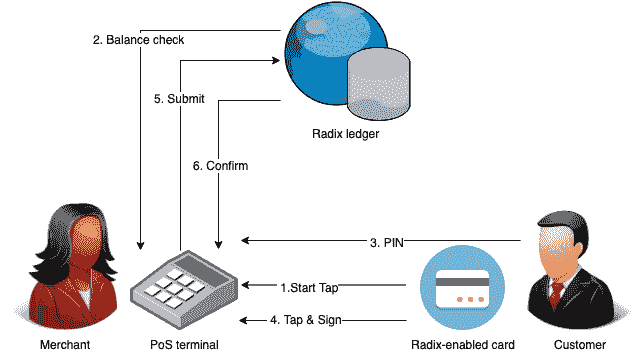 2. Balance check
5. Submit
Radix ledger
6. Confirm
3. PIN
1.Start Tap
4. Tap & Sign
Merchant
PoS terminal
Radix-enabled card
Customer